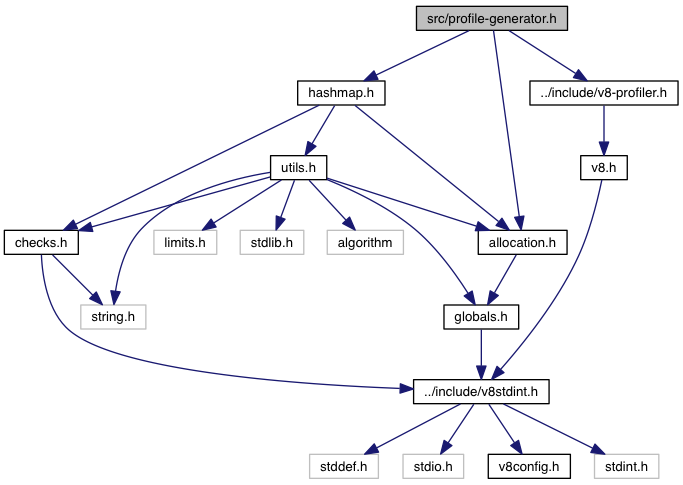 src/profile-generator.h
hashmap.h
../include/v8-profiler.h
utils.h
v8.h
checks.h
limits.h
stdlib.h
algorithm
allocation.h
string.h
globals.h
../include/v8stdint.h
stddef.h
stdio.h
v8config.h
stdint.h